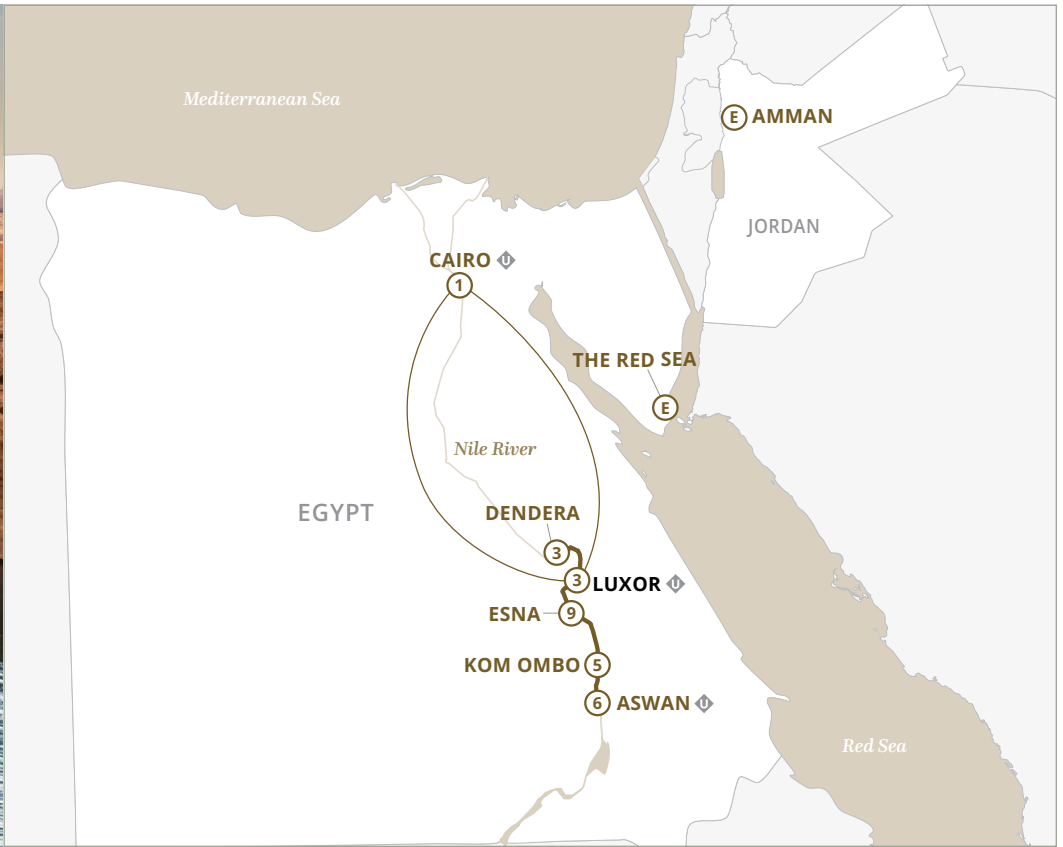 Mediterranean Sea
E AMMAN
JORDAN
CAIRO U
1
THE RED SEA
E
Nile River
EGYPT
DENDERA
3
3 LUXOR U
ESNA 9
KOM OMBO 5
6 ASWAN U
Red Sea